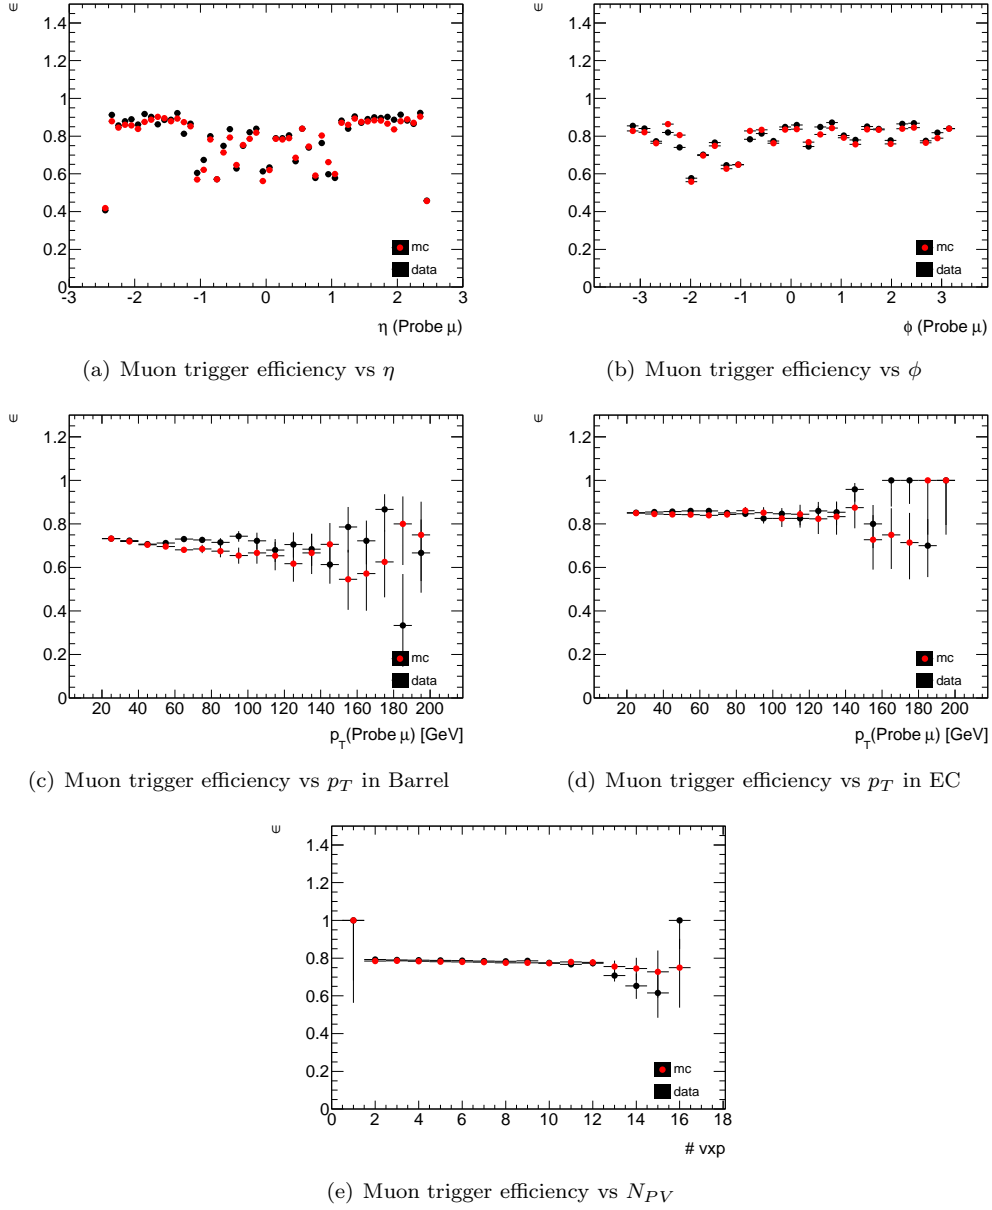 ∈
1.4
1.2
1
0.8
0.6
0.4
0.2
0
-3 -2 -1 0 1 2 3
η (Probe μ)
mc
data
(a) Muon trigger efficiency vs η
∈
1.4
1.2
1
0.8
0.6
0.4
0.2
0
-3 -2 -1 0 1 2 3
φ (Probe μ)
mc
data
(b) Muon trigger efficiency vs ϕ
∈
1.2
1
0.8
0.6
0.4
0.2
0
20 40 60 80 100 120 140 160 180 200
p_T(Probe μ) [GeV]
mc
data
(c) Muon trigger efficiency vs p_T in Barrel
∈
1.2
1
0.8
0.6
0.4
0.2
0
20 40 60 80 100 120 140 160 180 200
p_T(Probe μ) [GeV]
mc
data
(d) Muon trigger efficiency vs p_T in EC
∈
1.4
1.2
1
0.8
0.6
0.4
0.2
0
0 2 4 6 8 10 12 14 16 18
# vxp
mc
data
(e) Muon trigger efficiency vs N_{PV}